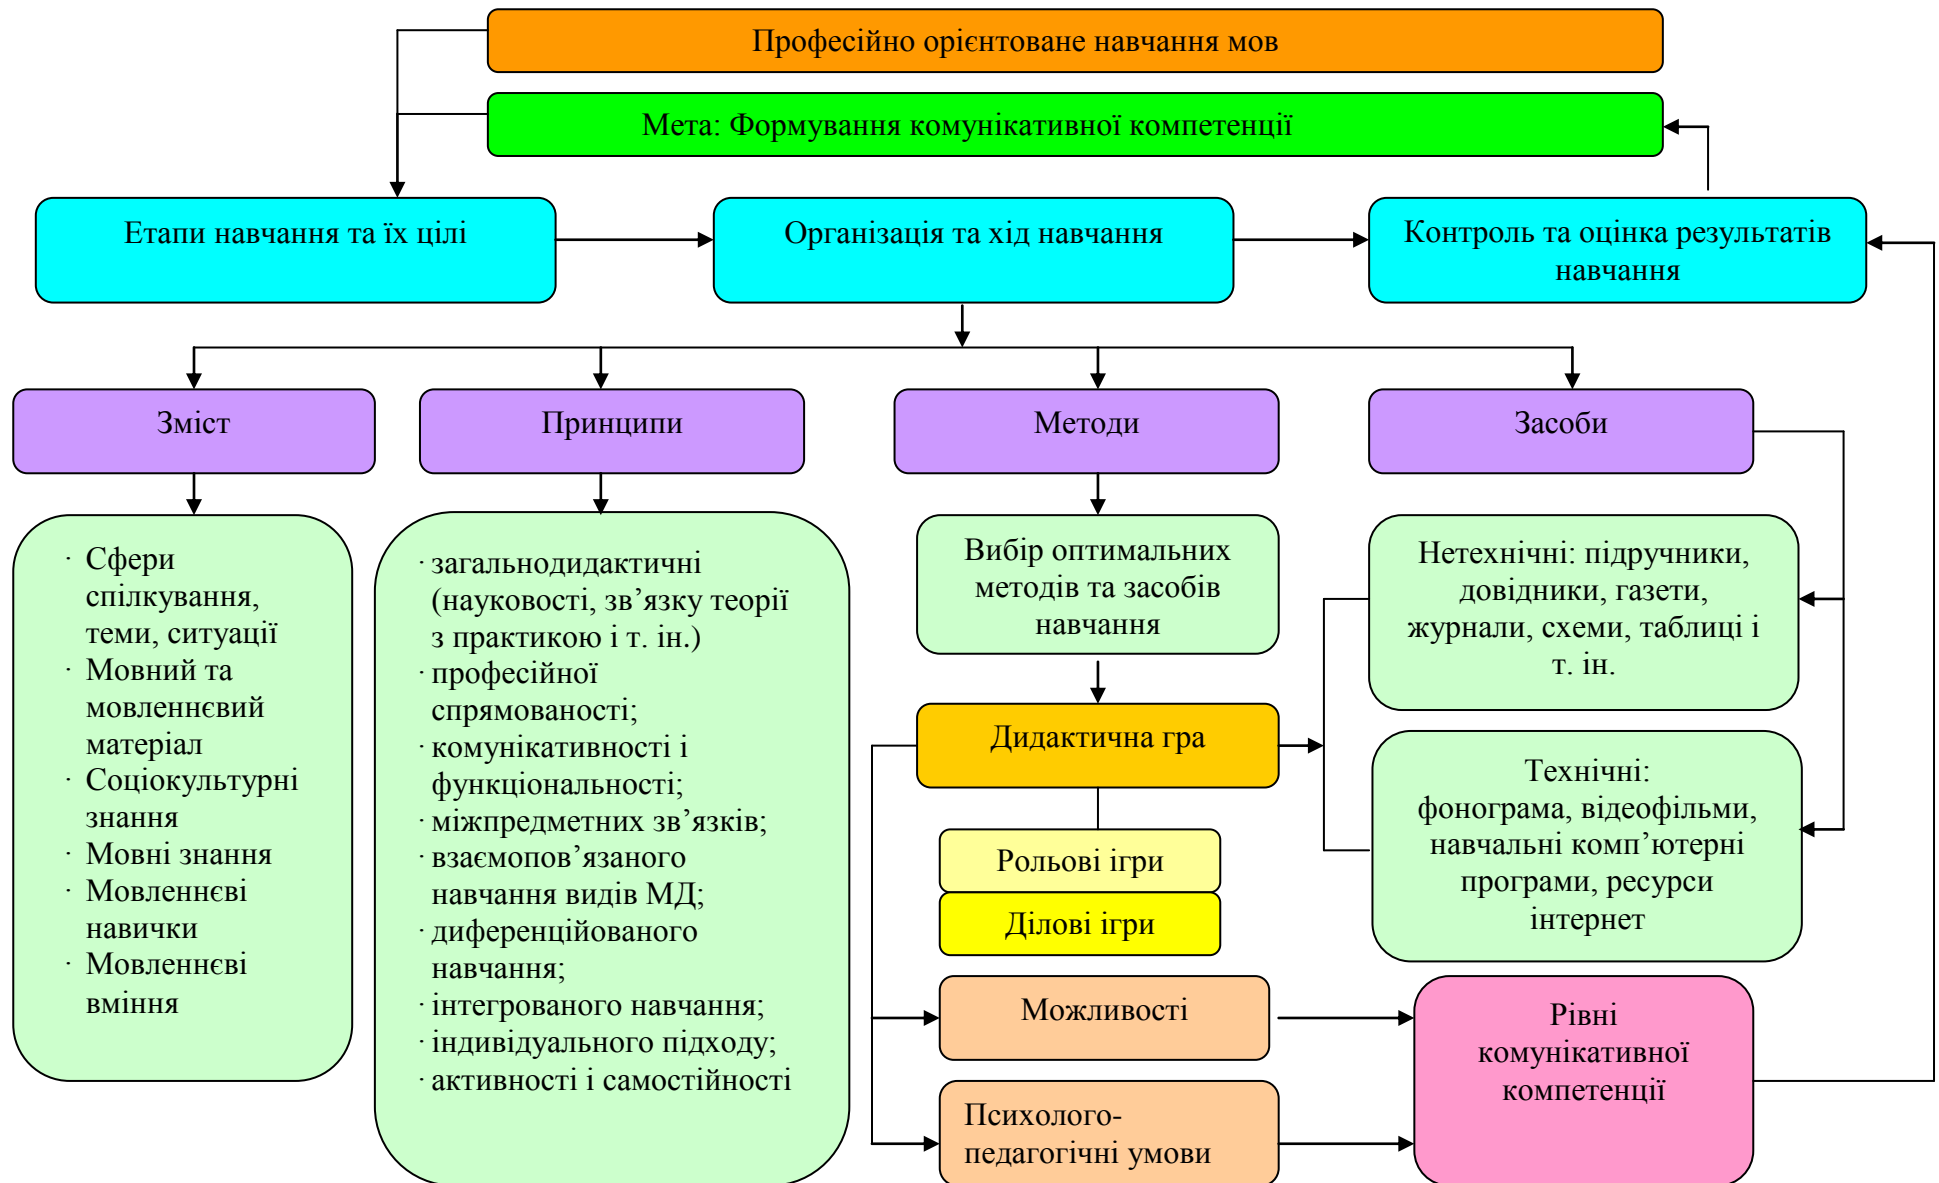 Професійно орієнтоване навчання мов
Мета: Формування комунікативної компетенції
Етапи навчання та їх цілі
Організація та хід навчання
Контроль та оцінка результатів
навчання
Зміст
Принципи
Методи
Засоби
· Сфери
спілкування,
теми, ситуації
· Мовний та
мовленнєвий
матеріал
· Соціокультурні
знання
· Мовні знання
· Мовленнєві
навички
· Мовленнєві
вміння
· загальнодидактичні
(науковості, зв’язку теорії
з практикою і т. ін.)
· професійної
спрямованості;
· комунікативності і
функціональності;
· міжпредметних зв’язків;
· взаємопов’язаного
навчання видів МД;
· диференційованого
навчання;
· інтегрованого навчання;
· індивідуального підходу;
· активності і самостійності
Вибір оптимальних
методів та засобів
навчання
Дидактична гра
Рольові ігри
Ділові ігри
Можливості
Психолого-
педагогічні умови
Нетехнічні: підручники,
довідники, газети,
журнали, схеми, таблиці і
т. ін.
Технічні:
фонограма, відеофільми,
навчальні комп’ютерні
програми, ресурси
інтернет
Рівні
комунікативної
компетенції